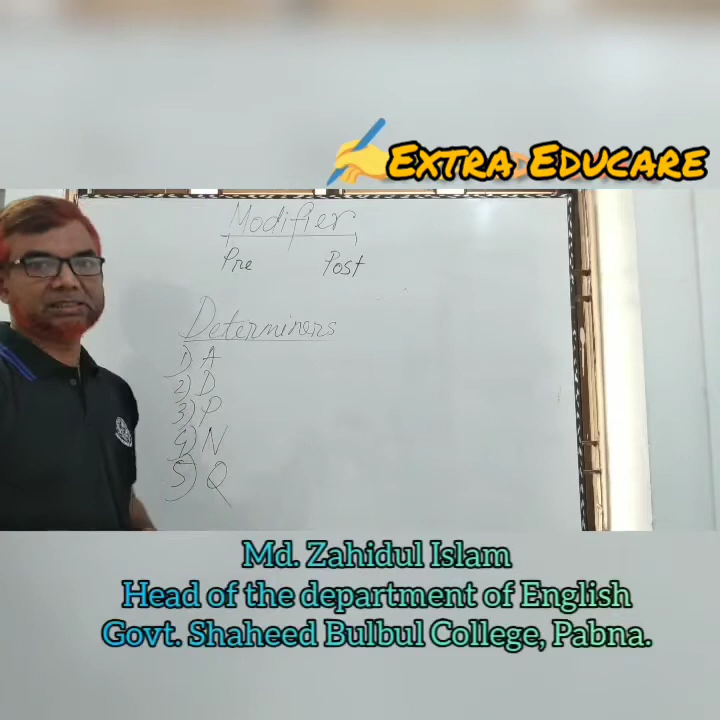 EXTRA EDUCARE
Modifier
Pre Post
Determiners
1) A
2) D
3) P
4) N
5) Q
Md. Zahidul Islam
Head of the department of English
Govt. Shaheed Bulbul College, Pabna.